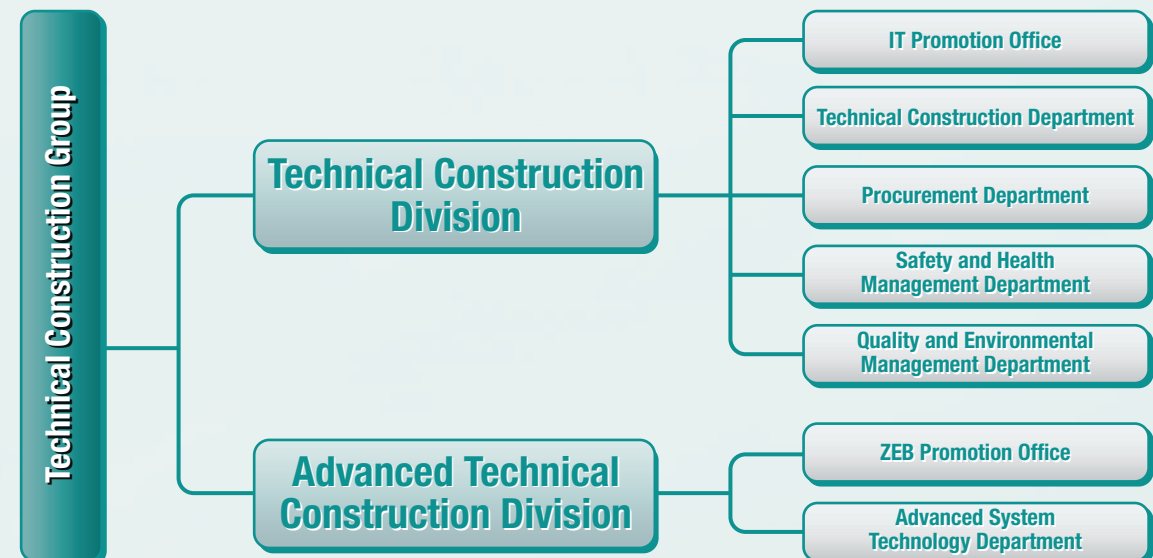 Technical Construction Group
Technical Construction
Division
IT Promotion Office
Technical Construction Department
Procurement Department
Safety and Health
Management Department
Quality and Environmental
Management Department
Advanced Technical
Construction Division
ZEB Promotion Office
Advanced System
Technology Department